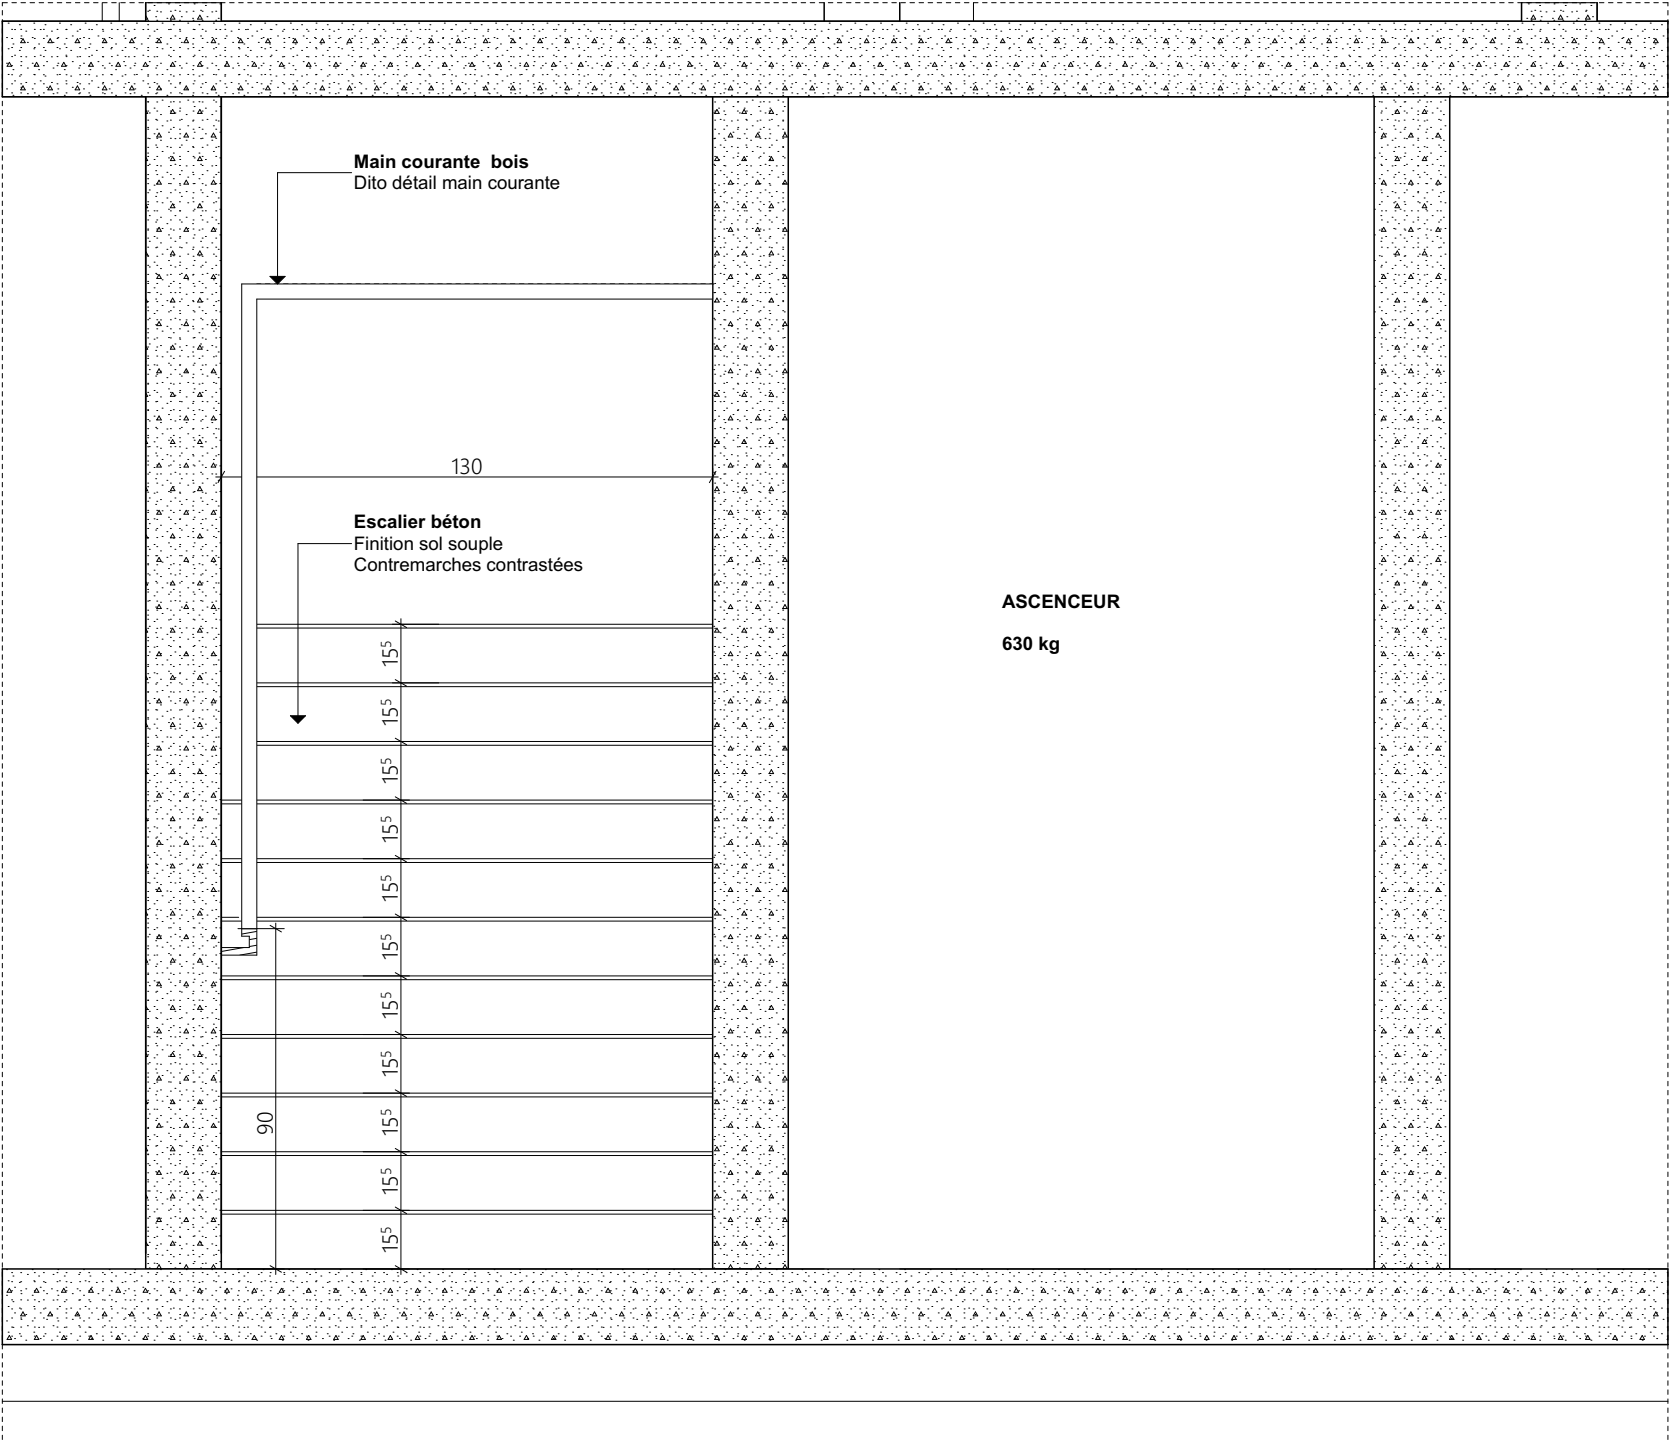 Main courante  bois
Dito détail main courante
130
Escalier béton
Finition sol souple
Contremarches contrastées
ASCENCEUR
630 kg
15⁵
15⁵
15⁵
15⁵
15⁵
15⁵
15⁵
15⁵
90
15⁵
15⁵
15⁵